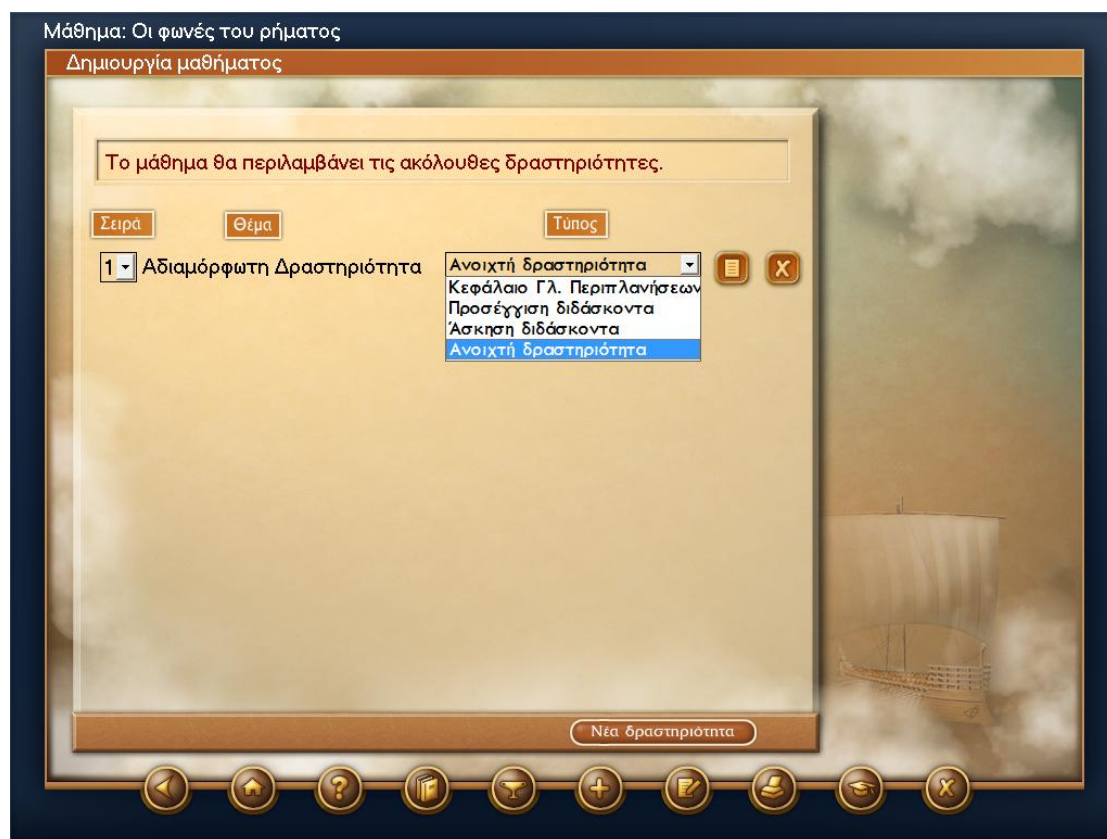 Μάθημα: Οι φωνές του ρήματος
Δημιουργία μαθήματος
Το μάθημα θα περιλαμβάνει τις ακόλουθες δραστηριότητες.
Σειρά Θέμα Τύπος
1 Αδιαμόρφωτη Δραστηριότητα Ανοιχτή δραστηριότητα X
Κεφάλαιο Γλ. Περιπλανήσεων
Προσέγγιση διδάσκοντα
Άσκηση διδάσκοντα
Ανοιχτή δραστηριότητα
Νέα δραστηριότητα
? + X